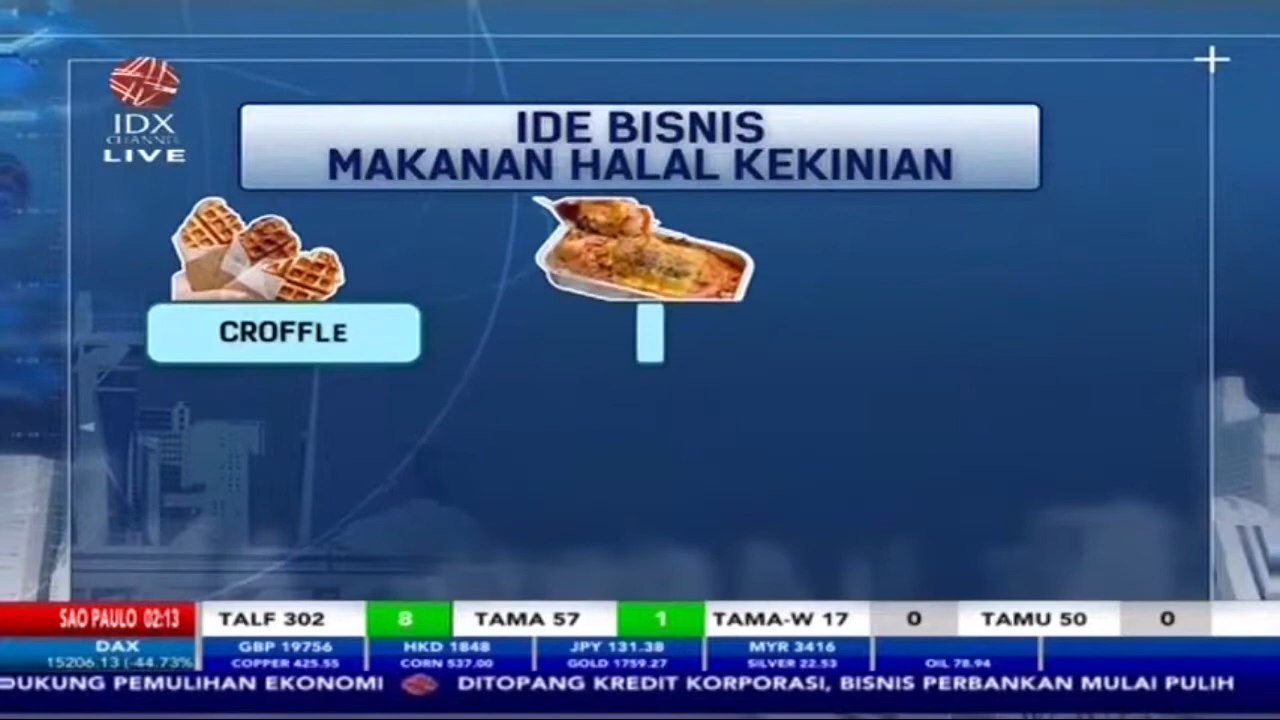 IDX
CHANNEL
LIVE
IDE BISNIS
MAKANAN HALAL KEKINIAN
CROFFLE
SAO PAULO 02:13
TALF 302 8 TAMA 57 1 TAMA-W 17 0 TAMU 50 0
DAX
15206.13 (-44.73%)
GBP 19756 HKD 1848 JPY 131.38 MYR 3416
COPPER 425.55 CORN 537.00 GOLD 1759.27 SILVER 22.53 OIL 78.94
DUKUNG PEMULIHAN EKONOMI DITOPANG KREDIT KORPORASI, BISNIS PERBANKAN MULAI PULIH